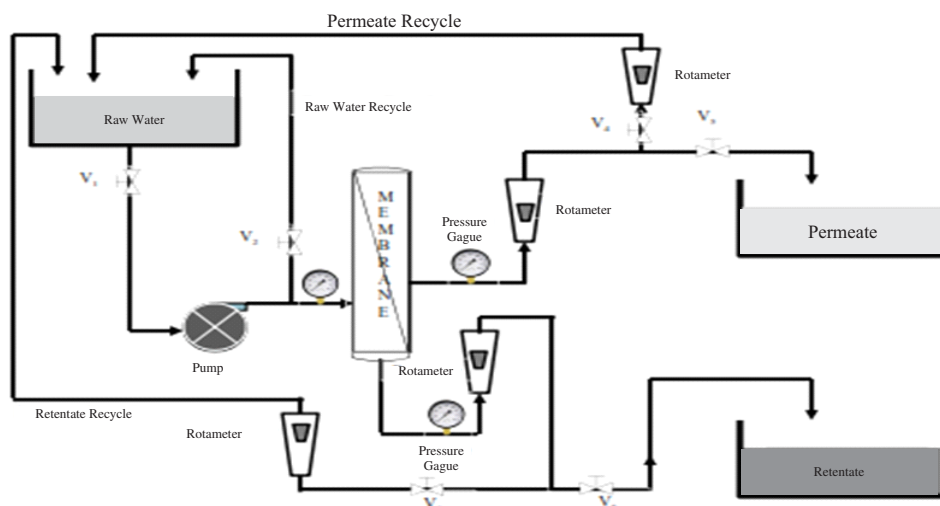 Permeate Recycle
Rotameter
Raw Water Recycle
Raw Water
V₁
V₂
V₄
V₃
Rotameter
Pressure
Gague
Permeate
MEMBRANE
Pump
Rotameter
Retentate Recycle
Rotameter
Pressure
Gague
Retentate
V
V